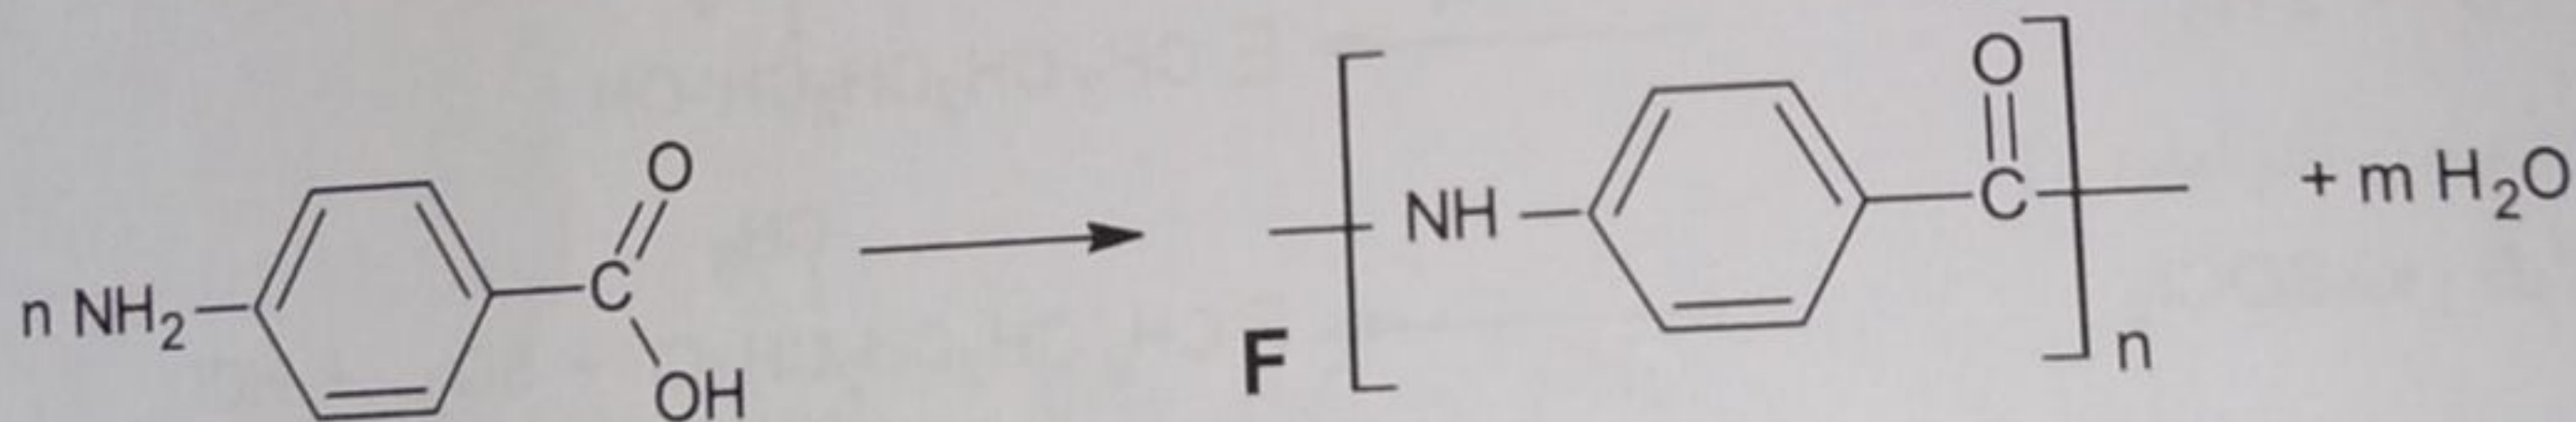 n NH₂ C O OH → F [ NH C O ]n + m H₂O